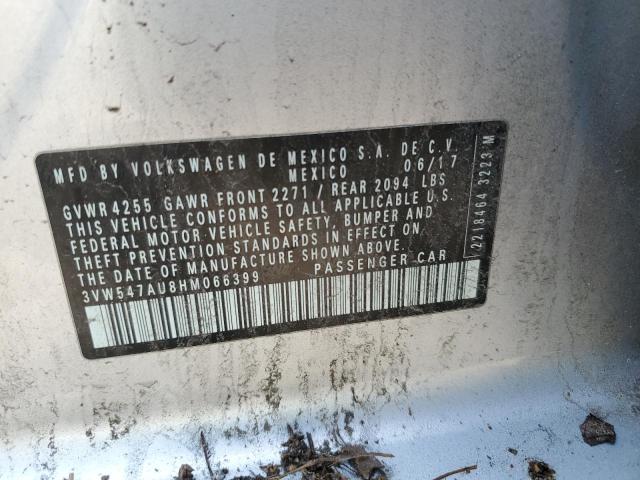 MFD BY VOLKSWAGEN DE MEXICO S.A. DE C.V.
MEXICO 06/17
GVWR 4255 GAWR FRONT 2271 / REAR 2094 LBS
THIS VEHICLE CONFORMS TO ALL APPLICABLE U.S.
FEDERAL MOTOR VEHICLE SAFETY, BUMPER AND
THEFT PREVENTION STANDARDS IN EFFECT ON
THE DATE OF MANUFACTURE SHOWN ABOVE.
3VW547AU8HM066399 PASSENGER CAR
2218464 3223 M